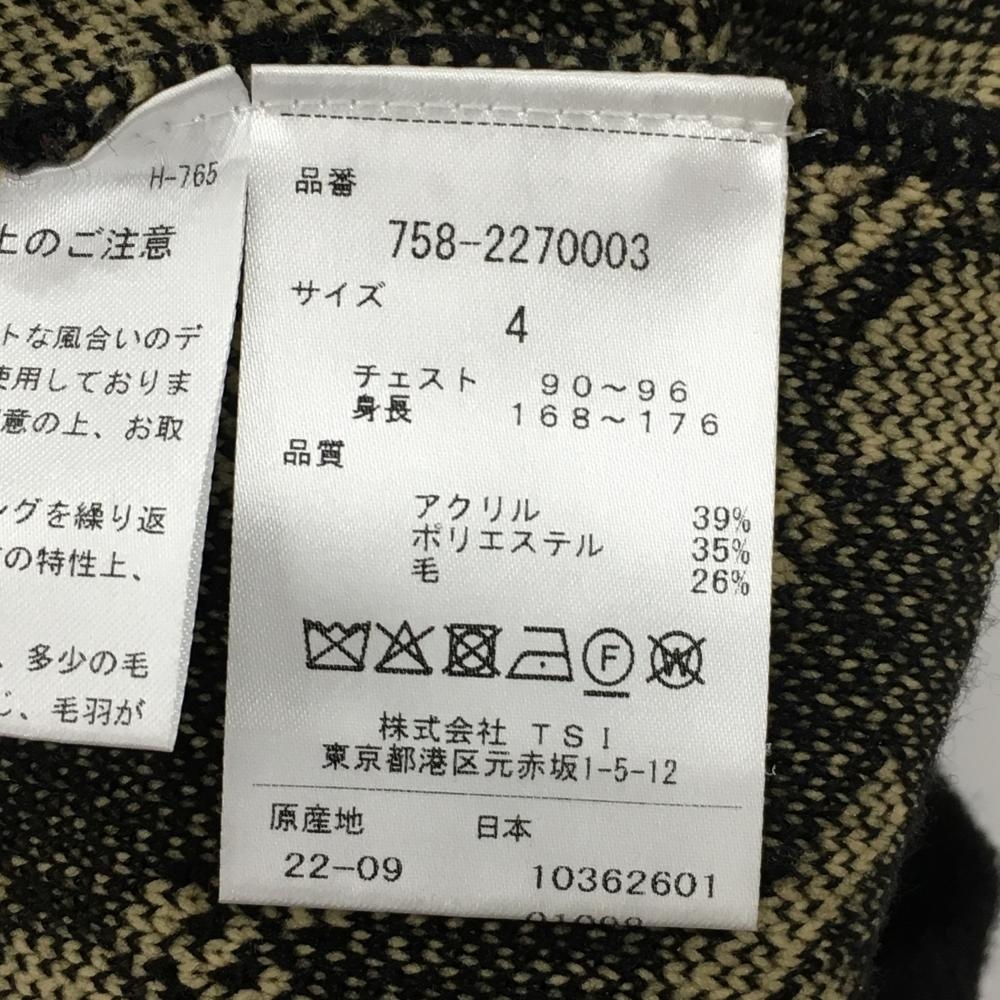 H-765
上のご注意
トな風合いのデ
使用しておりま
意の上、お取
ングを繰り返
の特性上、
、多少の毛
じ、毛羽が
品番
758-2270003
サイズ
4
チェスト 90～96
身長 168～176
品質
アクリル 39%
ポリエステル 35%
毛 26%
F
W
株式会社 TSI
東京都港区元赤坂1-5-12
原産地 日本
22-09 10362601